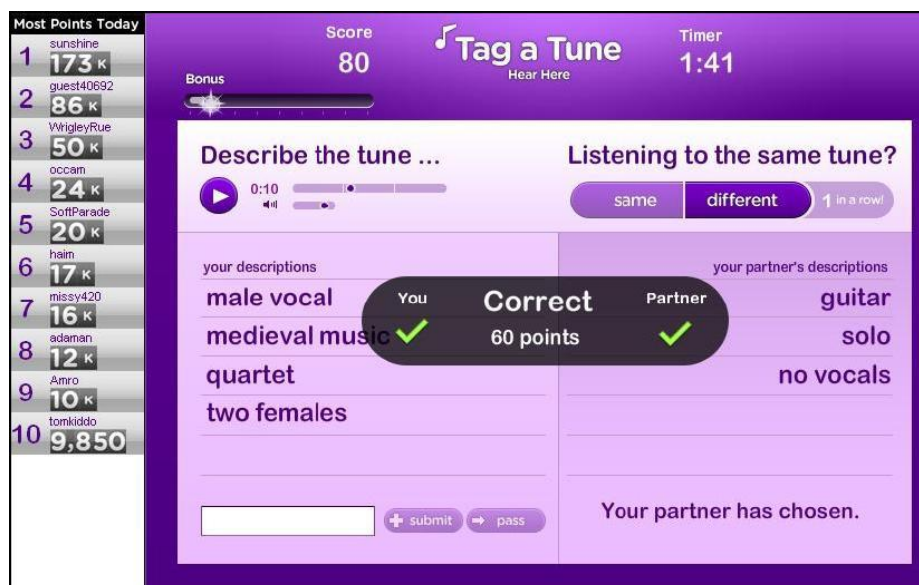 Most Points Today
1 sunshine
173 K
2 guest40692
86 K
3 WrigleyRue
50 K
4 occam
24 K
5 SoftParade
20 K
6 haim
17 K
7 missy420
16 K
8 adaman
12 K
9 Amro
10 K
10 tomkiddo
9,850
Score
80
Tag a Tune
Hear Here
Timer
1:41
Bonus
Describe the tune ...
0:10
Listening to the same tune?
same different 1 in a row!
your descriptions
male vocal
medieval music
quartet
two females
You Correct Partner
60 points
your partner's descriptions
guitar
solo
no vocals
submit pass
Your partner has chosen.